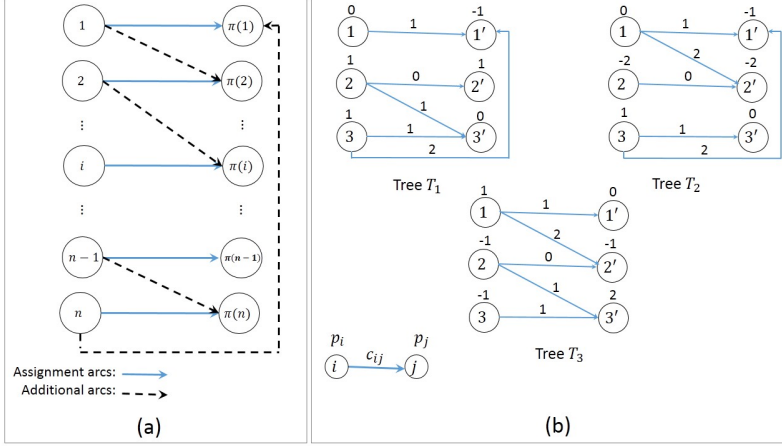 1
π(1)
2
π(2)
⋮
⋮
i
π(i)
⋮
⋮
n − 1
π(n−1)
n
π(n)
Assignment arcs:
Additional arcs:
(a)
0
1
-1
1
1′
1
0
1
2
2′
1
1
0
3
1
3′
2
Tree T₁
0
1
-1
1
1′
2
-2
0
-2
2
2′
1
0
3
1
3′
2
Tree T₂
1
1
0
1
1′
2
-1
0
-1
2
2′
1
-1
2
3
1
3′
Tree T₃
pᵢ
pⱼ
i
cᵢⱼ
j
(b)